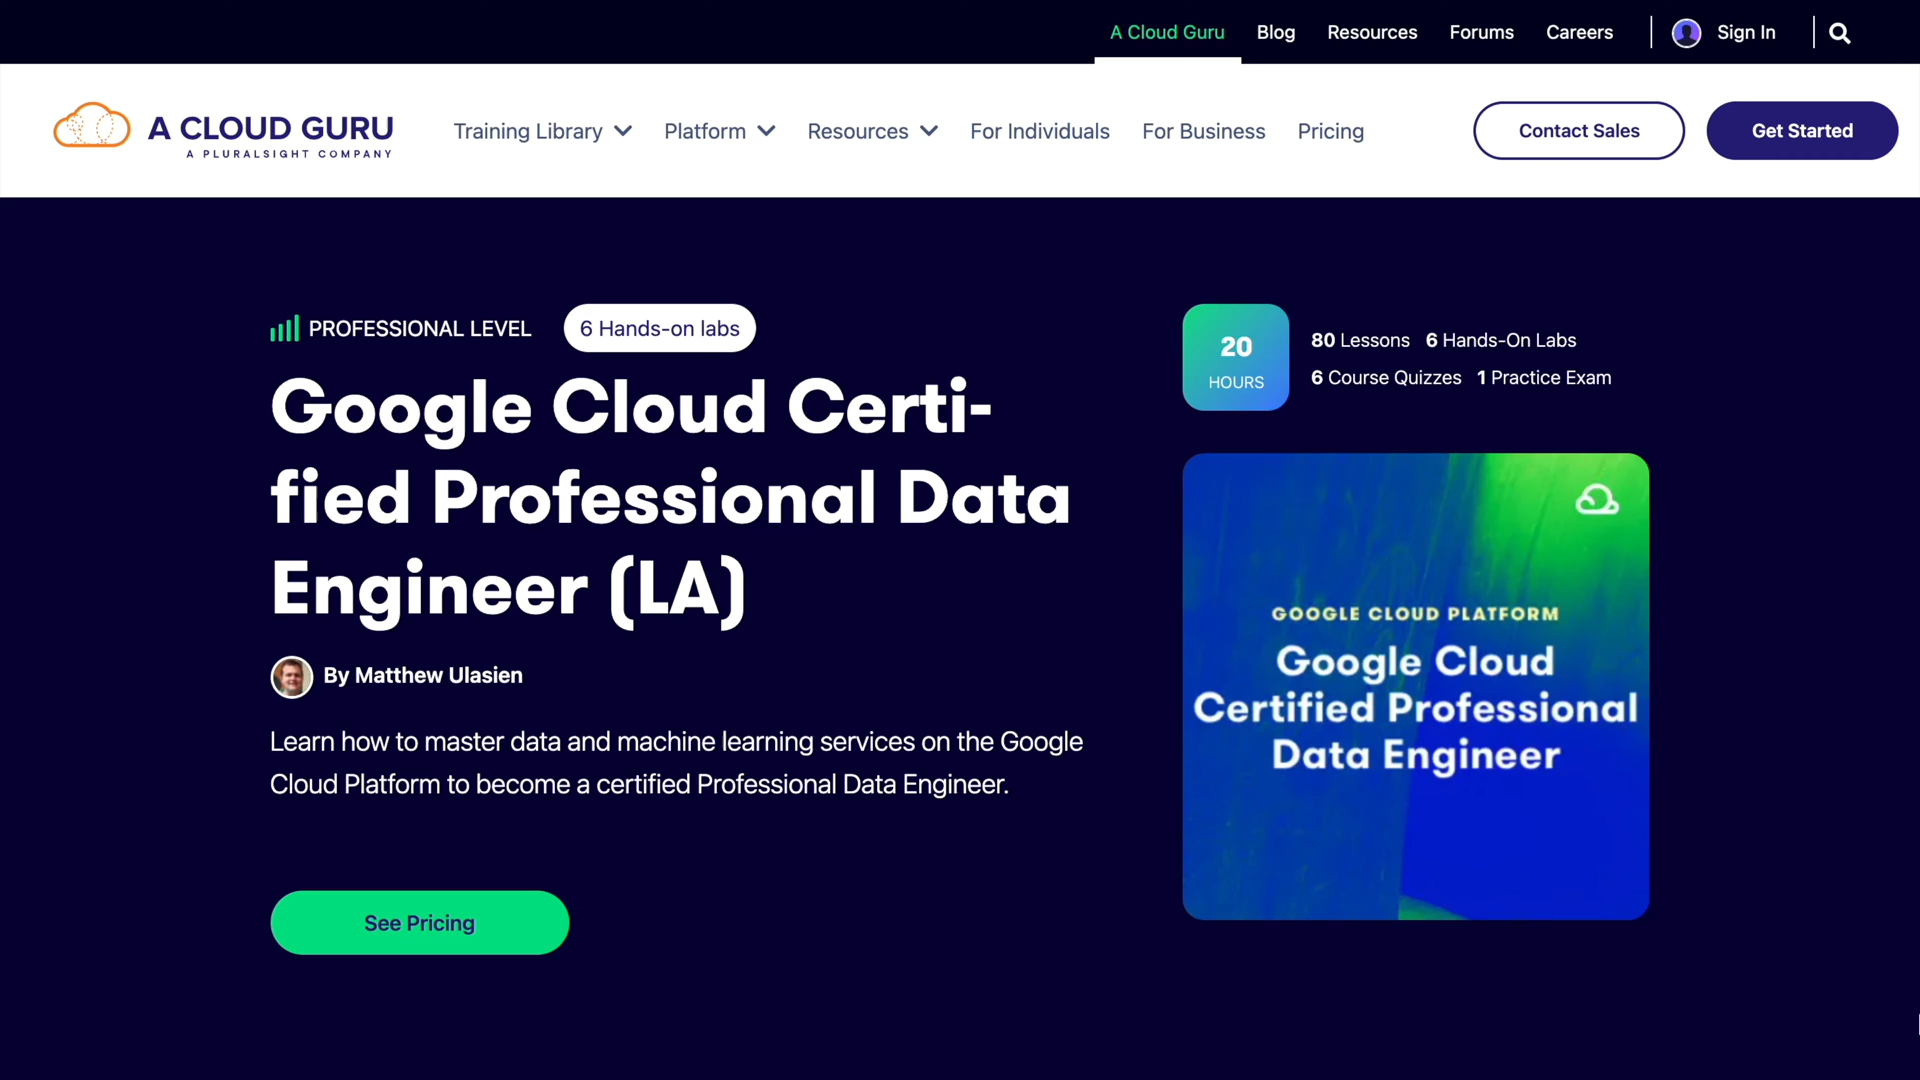 A Cloud Guru Blog Resources Forums Careers Sign In
A CLOUD GURU
A PLURALSIGHT COMPANY
Training Library Platform Resources For Individuals For Business Pricing
Contact Sales Get Started
PROFESSIONAL LEVEL 6 Hands-on labs
Google Cloud Certi-
fied Professional Data
Engineer (LA)
By Matthew Ulasien
Learn how to master data and machine learning services on the Google
Cloud Platform to become a certified Professional Data Engineer.
See Pricing
20
HOURS
80 Lessons 6 Hands-On Labs
6 Course Quizzes 1 Practice Exam
GOOGLE CLOUD PLATFORM
Google Cloud
Certified Professional
Data Engineer